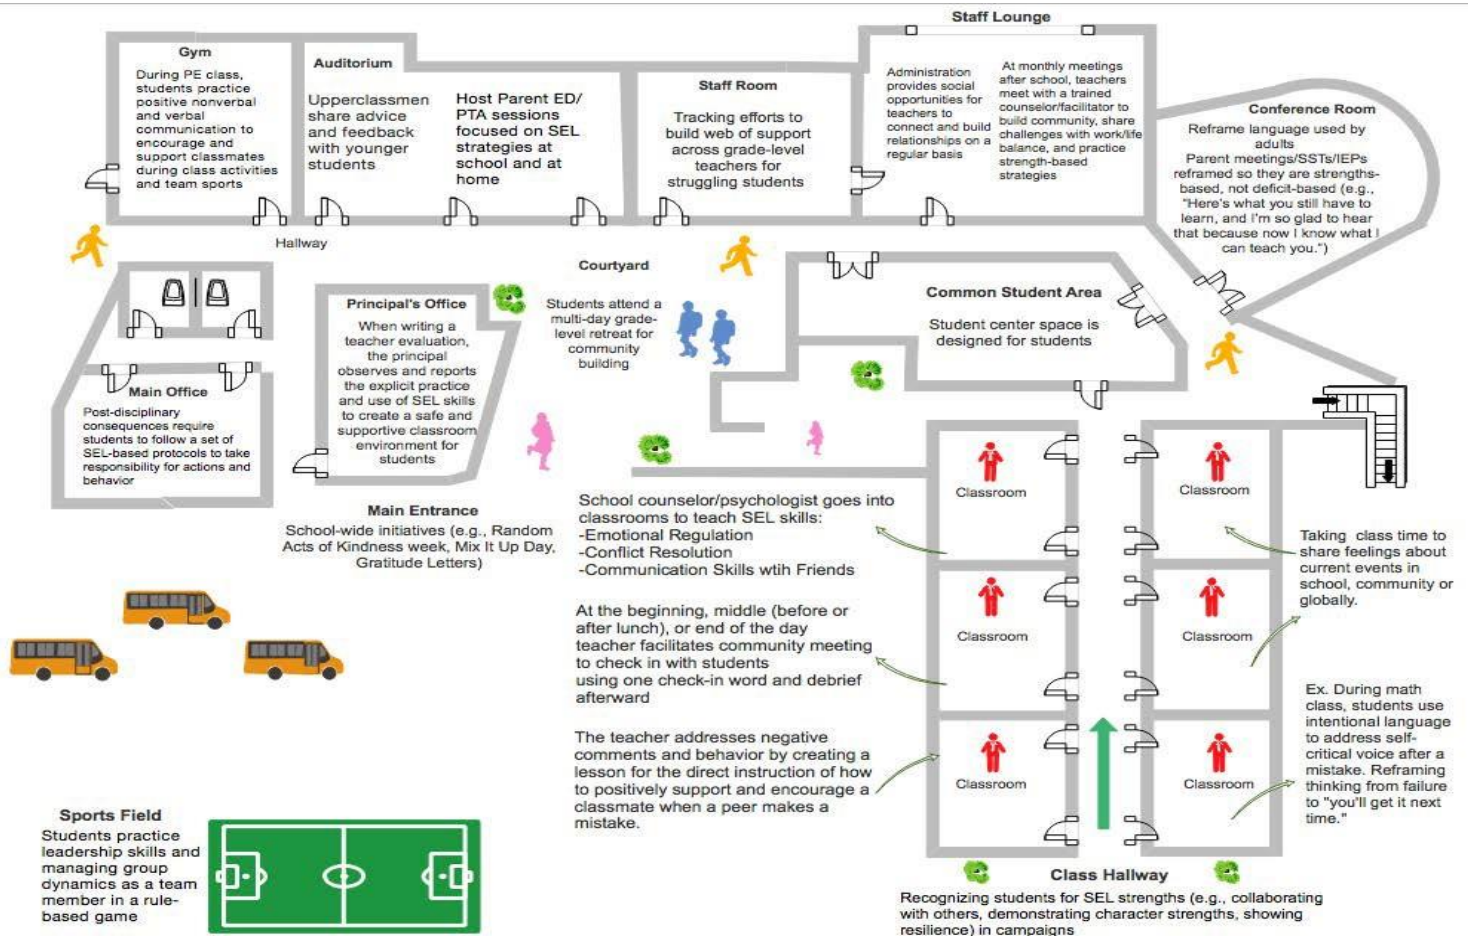 Staff Lounge
Gym
During PE class,
students practice
positive nonverbal
and verbal
communication to
encourage and
support classmates
during class activities
and team sports
Auditorium
Upperclassmen
share advice
and feedback
with younger
students
Host Parent ED/
PTA sessions
focused on SEL
strategies at
school and at
home
Staff Room
Tracking efforts to
build web of support
across grade-level
teachers for
struggling students
Administration
provides social
opportunities for
teachers to
connect and build
relationships on a
regular basis
At monthly meetings
after school, teachers
meet with a trained
counselor/facilitator to
build community, share
challenges with work/life
balance, and practice
strength-based
strategies
Conference Room
Reframe language used by
adults
Parent meetings/SSTs/IEPs
reframed so they are strengths-
based, not deficit-based (e.g.,
"Here's what you still have to
learn, and I'm so glad to hear
that because now I know what I
can teach you.")
Hallway
Courtyard
Students attend a
multi-day grade-
level retreat for
community
building
Principal's Office
When writing a
teacher evaluation,
the principal
observes and reports
the explicit practice
and use of SEL skills
to create a safe and
supportive classroom
environment for
students
Common Student Area
Student center space is
designed for students
Main Office
Post-disciplinary
consequences require
students to follow a set of
SEL-based protocols to take
responsibility for actions and
behavior
Main Entrance
School-wide initiatives (e.g., Random
Acts of Kindness week, Mix It Up Day,
Gratitude Letters)
School counselor/psychologist goes into
classrooms to teach SEL skills:
-Emotional Regulation
-Conflict Resolution
-Communication Skills wtih Friends
At the beginning, middle (before or
after lunch), or end of the day
teacher facilitates community meeting
to check in with students
using one check-in word and debrief
afterward
The teacher addresses negative
comments and behavior by creating a
lesson for the direct instruction of how
to positively support and encourage a
classmate when a peer makes a
mistake.
Classroom
Classroom
Classroom
Classroom
Classroom
Classroom
Taking class time to
share feelings about
current events in
school, community or
globally.
Ex. During math
class, students use
intentional language
to address self-
critical voice after a
mistake. Reframing
thinking from failure
to "you'll get it next
time."
Sports Field
Students practice
leadership skills and
managing group
dynamics as a team
member in a rule-
based game
Class Hallway
Recognizing students for SEL strengths (e.g., collaborating
with others, demonstrating character strengths, showing
resilience) in campaigns